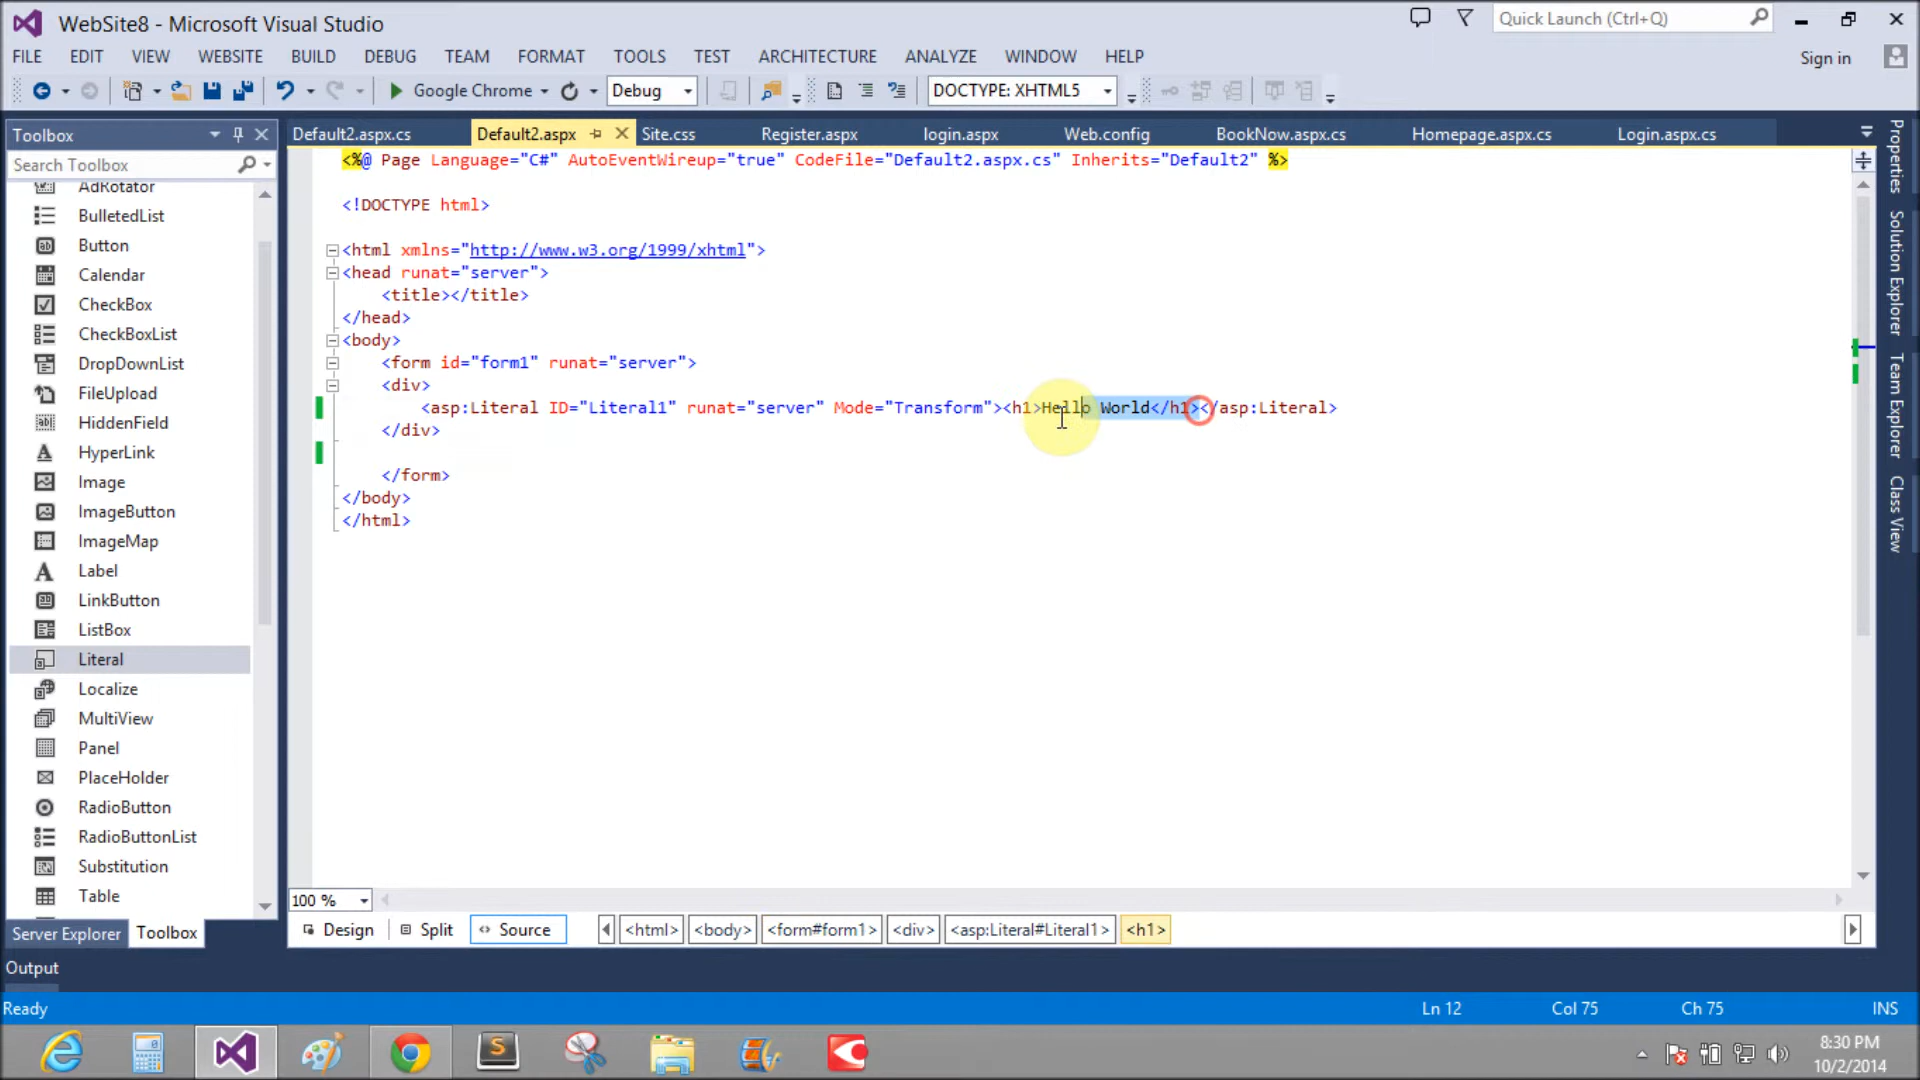 WebSite8 - Microsoft Visual Studio
Quick Launch (Ctrl+Q)
FILE EDIT VIEW WEBSITE BUILD DEBUG TEAM FORMAT TOOLS TEST ARCHITECTURE ANALYZE WINDOW HELP
Sign in
Google Chrome Debug DOCTYPE: XHTML5
Toolbox
Default2.aspx.cs Default2.aspx Site.css Register.aspx login.aspx Web.config BookNow.aspx.cs Homepage.aspx.cs Login.aspx.cs
Search Toolbox
AdRotator
BulletedList
Button
Calendar
CheckBox
CheckBoxList
DropDownList
FileUpload
HiddenField
HyperLink
Image
ImageButton
ImageMap
Label
LinkButton
ListBox
Literal
Localize
MultiView
Panel
PlaceHolder
RadioButton
RadioButtonList
Substitution
Table
Server Explorer Toolbox
<%@ Page Language="C#" AutoEventWireup="true" CodeFile="Default2.aspx.cs" Inherits="Default2" %>
<!DOCTYPE html>
<html xmlns="http://www.w3.org/1999/xhtml">
<head runat="server">
<title></title>
</head>
<body>
<form id="form1" runat="server">
<div>
<asp:Literal ID="Literal1" runat="server" Mode="Transform"><h1>Hello World</h1></asp:Literal>
</div>
</form>
</body>
</html>
100 %
Design Split Source <html> <body> <form#form1> <div> <asp:Literal#Literal1> <h1>
Properties
Solution Explorer
Team Explorer
Class View
Output
Ready Ln 12 Col 75 Ch 75 INS
8:30 PM
10/2/2014